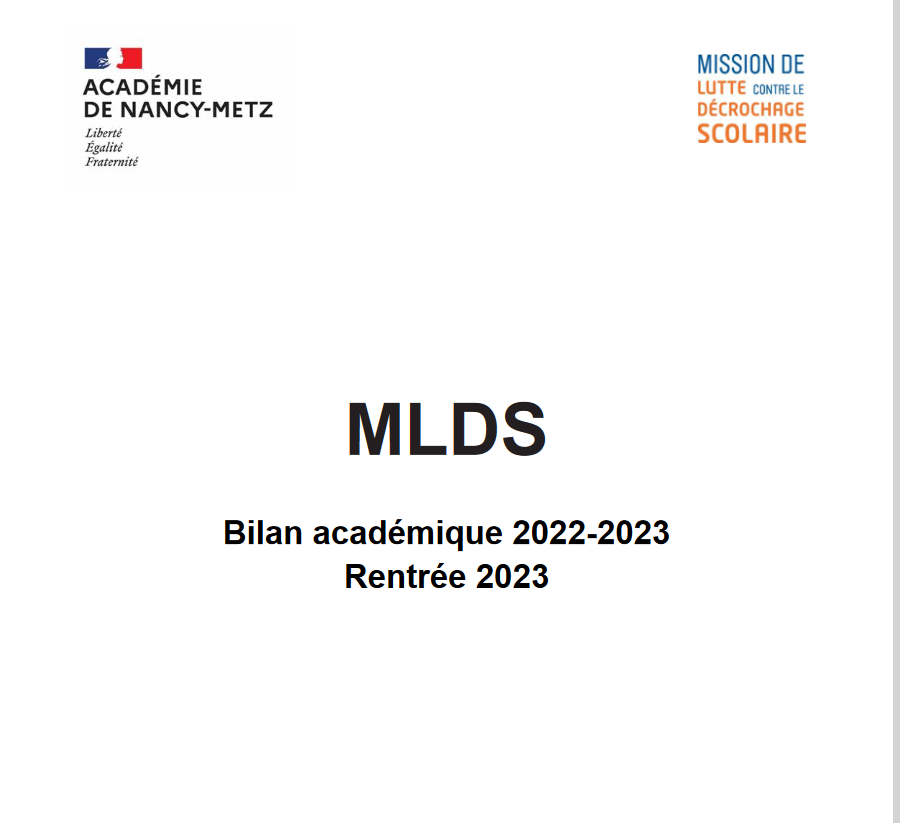 ACADÉMIE
DE NANCY-METZ
Liberté
Égalité
Fraternité
MISSION DE
LUTTE CONTRE LE
DÉCROCHAGE
SCOLAIRE
MLDS
Bilan académique 2022-2023
Rentrée 2023